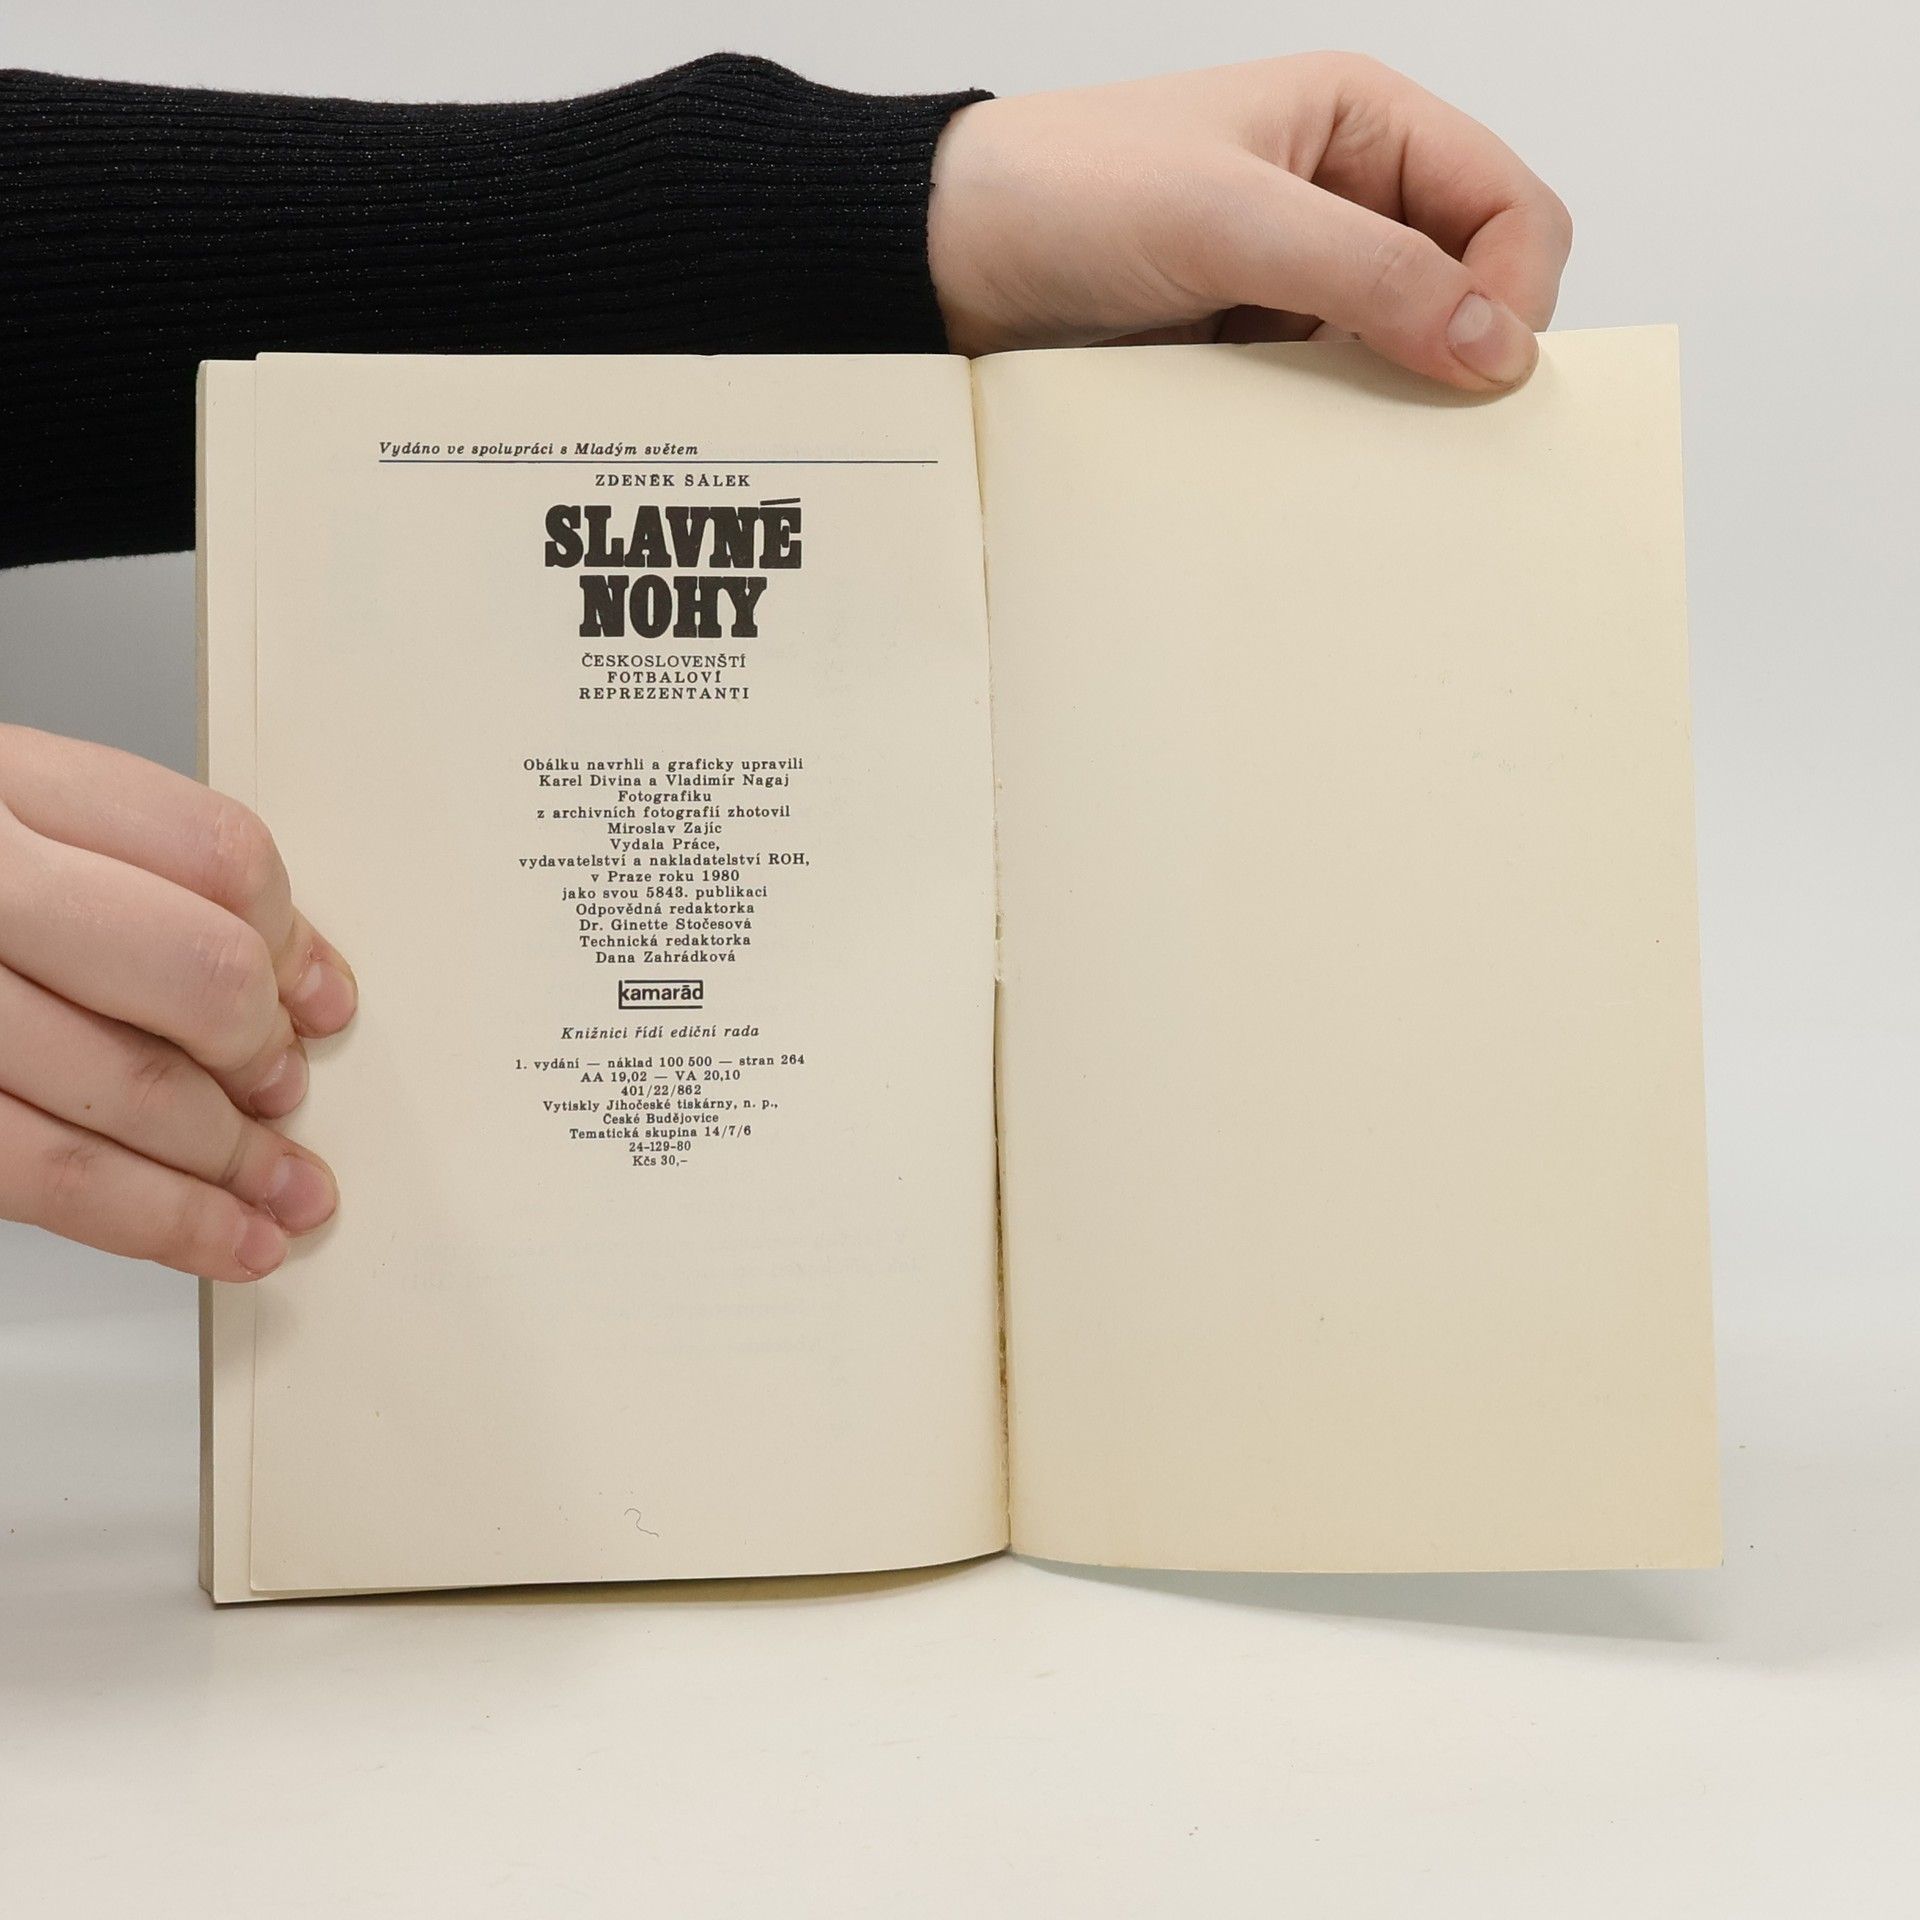 Vydáno ve spolupráci s Mladým světem
ZDENĚK ŠÁLEK
SLAVNÉ
NOHY
ČESKOSLOVENŠTÍ
FOTBALOVÍ
REPREZENTANTI
Obálku navrhli a graficky upravili
Karel Divina a Vladimír Nagaj
Fotografiku
z archivních fotografií zhotovil
Miroslav Zajíc
Vydala Práce,
vydavatelství a nakladatelství ROH,
v Praze roku 1980
jako svou 5843. publikaci
Odpovědná redaktorka
Dr. Ginette Stočesová
Technická redaktorka
Dana Zahrádková
kamarád
Knižnici řídí ediční rada
1. vydání — náklad 100 500 — stran 264
AA 19,02 — VA 20,10
401/22/862
Vytiskly Jihočeské tiskárny, n. p.,
České Budějovice
Tematická skupina 14/7/6
24-129-80
Kčs 30,–